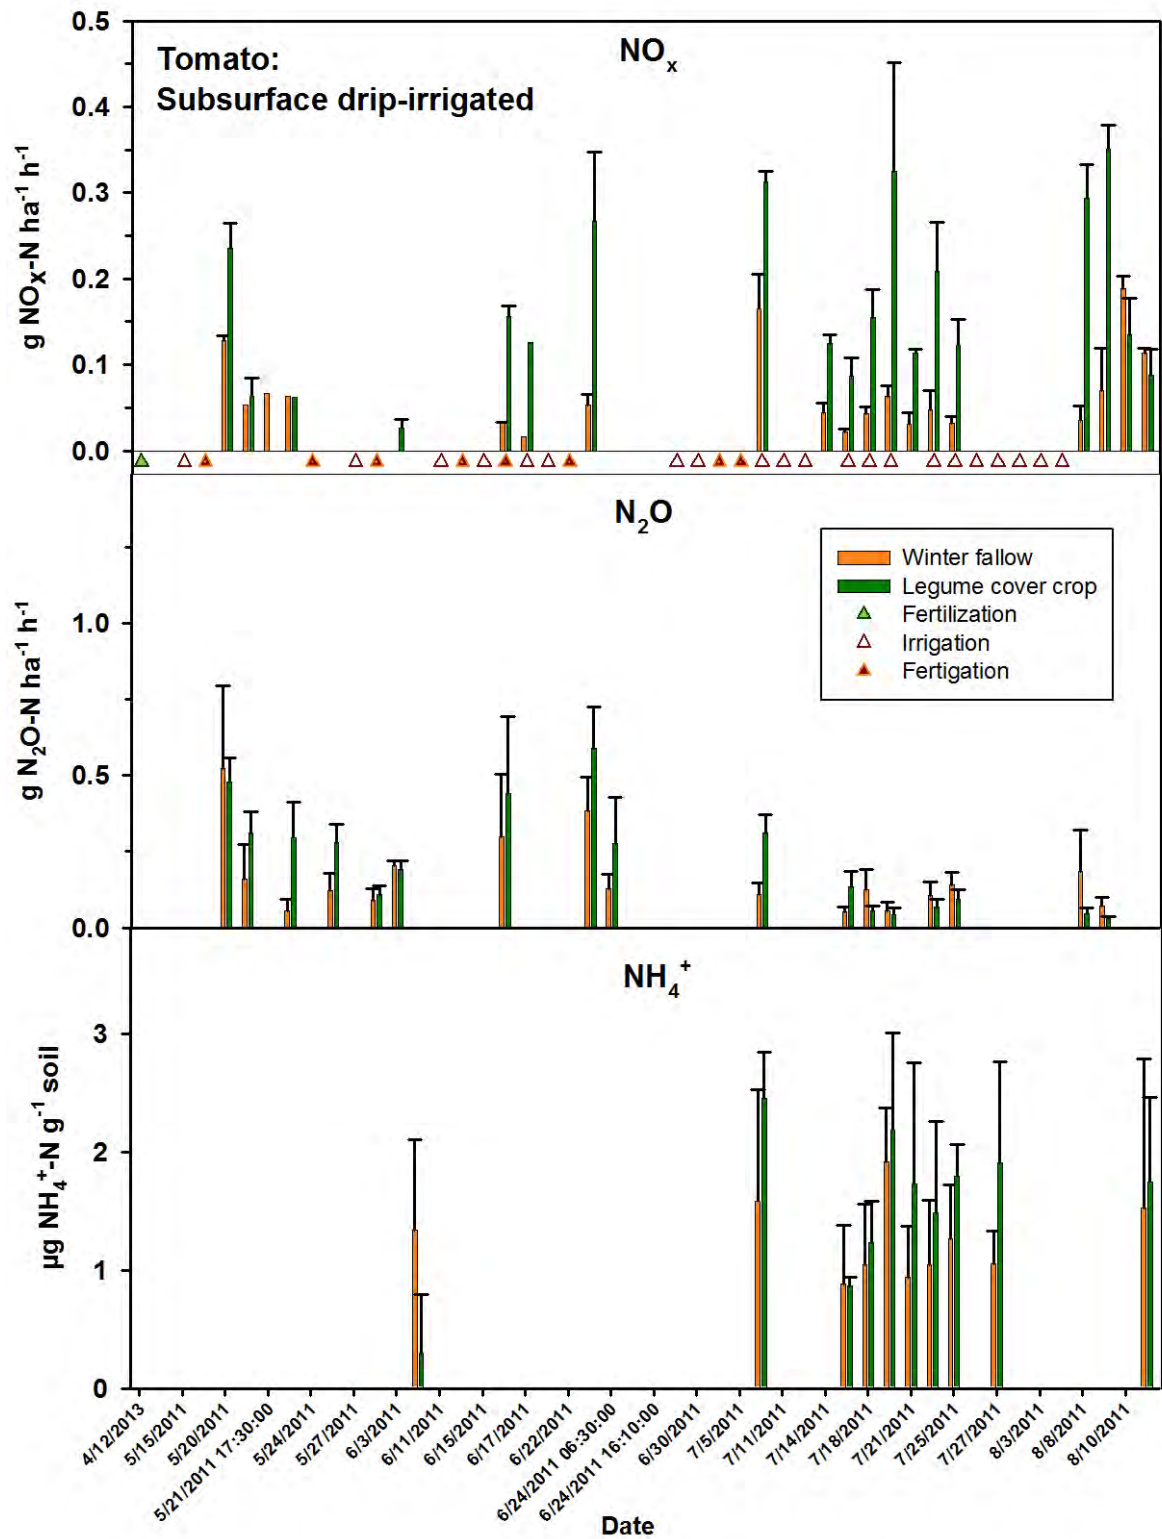 NOₓ
Tomato:
Subsurface drip-irrigated
0.5
0.4
0.3
0.2
0.1
0.0
g NOx-N ha⁻¹ h⁻¹
N₂O
1.0
0.5
0.0
g N₂O-N ha⁻¹ h⁻¹
Winter fallow
Legume cover crop
Fertilization
Irrigation
Fertigation
NH₄⁺
3
2
1
0
µg NH₄⁺-N g⁻¹ soil
4/12/2013
5/15/2011
5/20/2011
5/21/2011 17:30:00
5/24/2011
5/27/2011
6/3/2011
6/11/2011
6/15/2011
6/17/2011
6/22/2011
6/24/2011 06:30:00
6/24/2011 16:10:00
6/30/2011
7/5/2011
7/11/2011
7/14/2011
7/18/2011
7/21/2011
7/25/2011
7/27/2011
8/3/2011
8/8/2011
8/10/2011
Date